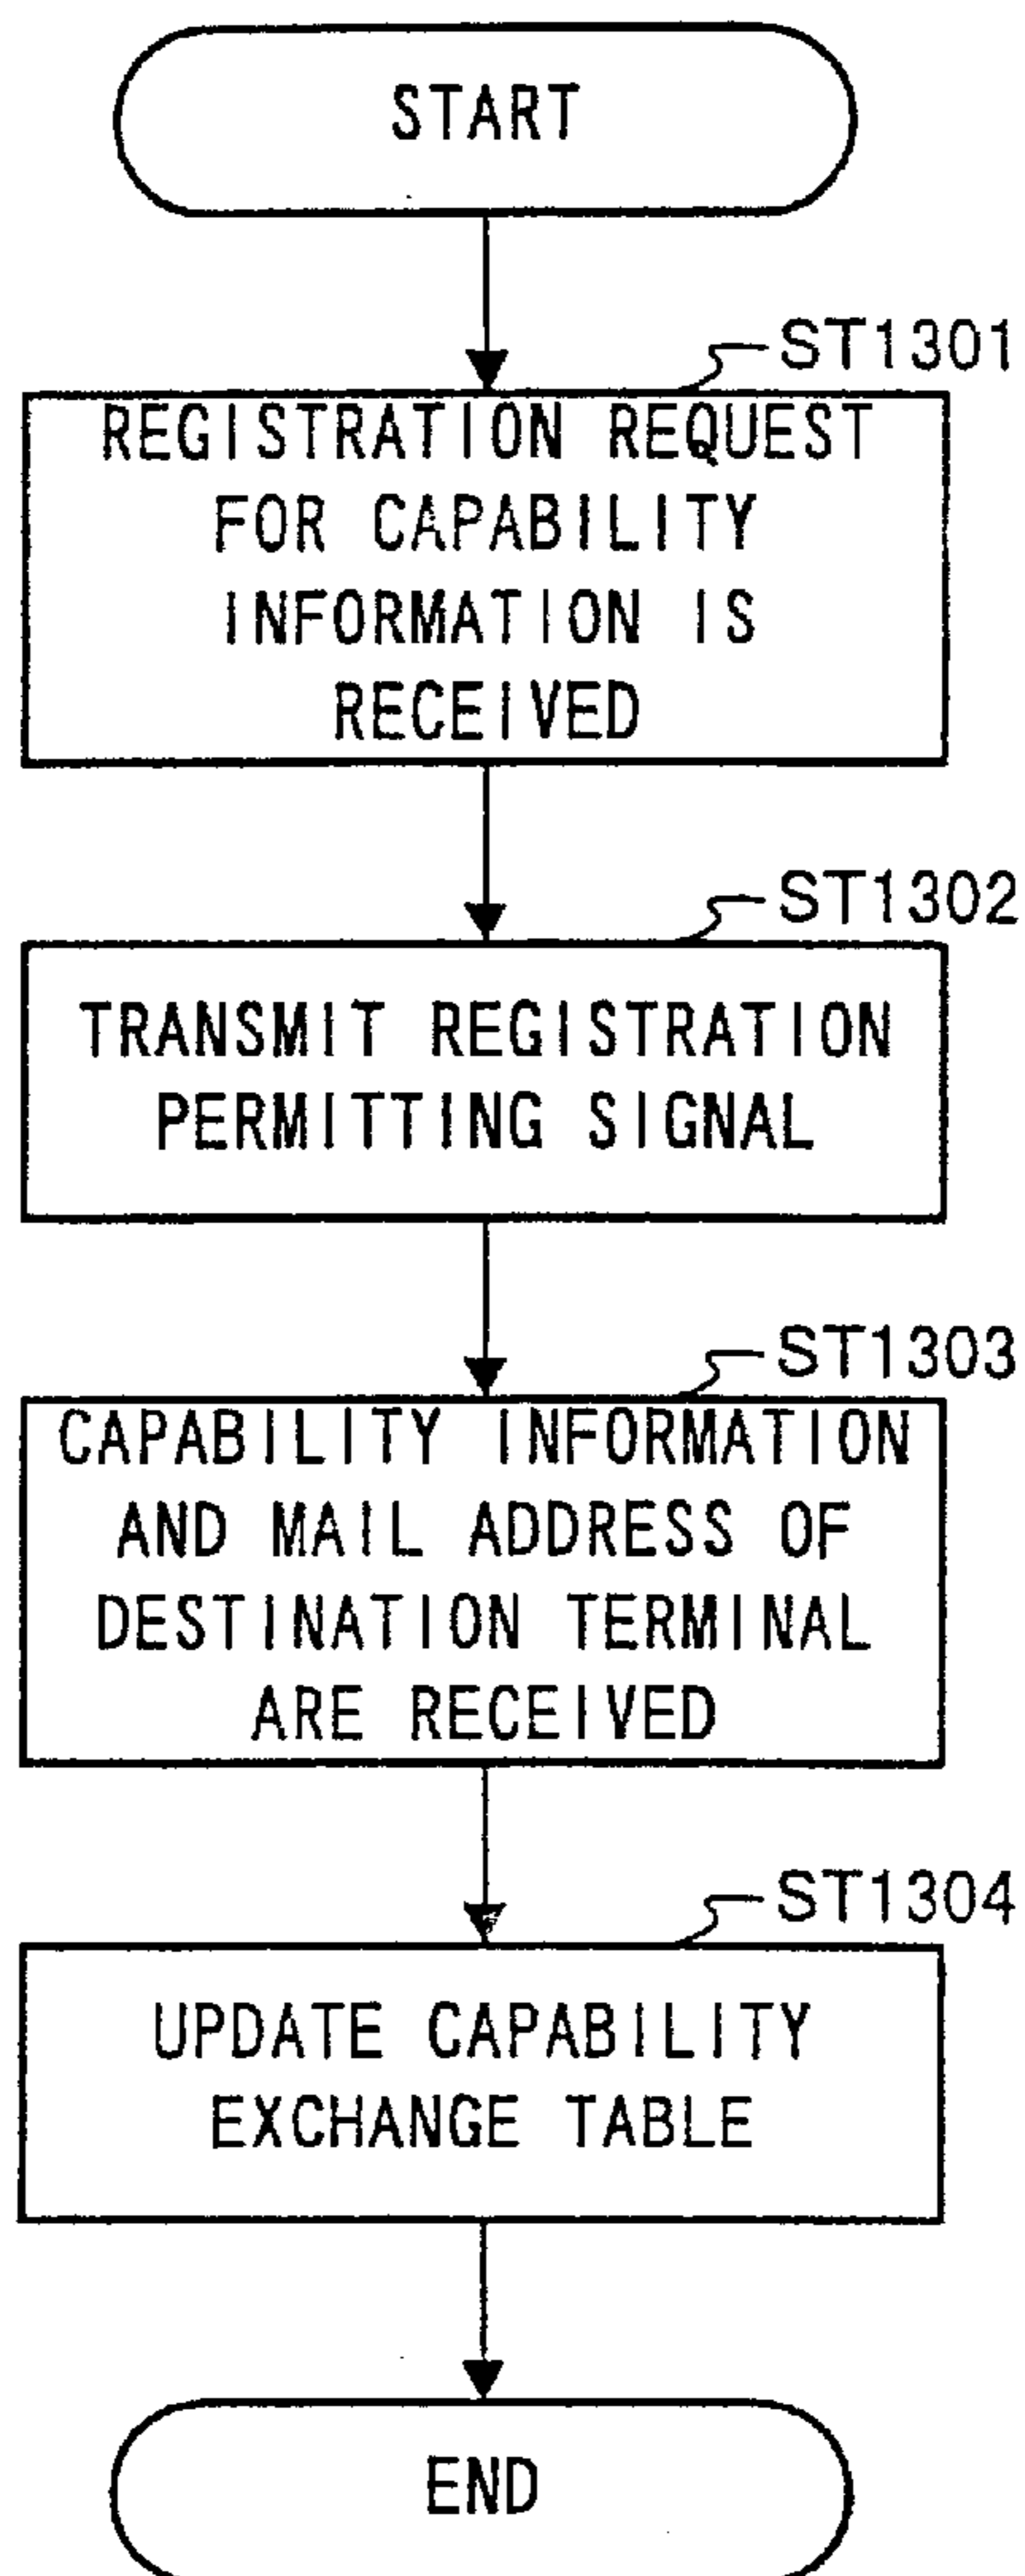 START
ST1301
REGISTRATION REQUEST
FOR CAPABILITY
INFORMATION IS
RECEIVED
ST1302
TRANSMIT REGISTRATION
PERMITTING SIGNAL
ST1303
CAPABILITY INFORMATION
AND MAIL ADDRESS OF
DESTINATION TERMINAL
ARE RECEIVED
ST1304
UPDATE CAPABILITY
EXCHANGE TABLE
END